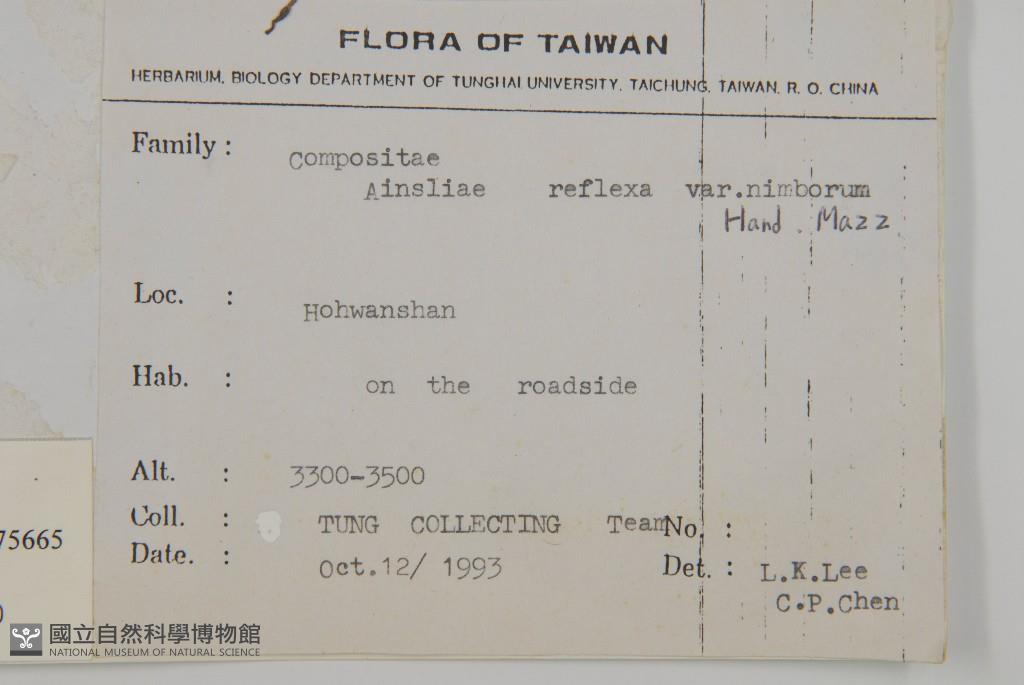 FLORA OF TAIWAN
HERBARIUM, BIOLOGY DEPARTMENT OF TUNGHAI UNIVERSITY, TAICHUNG, TAIWAN, R. O. CHINA
Family : Compositae
Ainsliae reflexa var.nimborum
Hand. Mazz
Loc. : Hohwanshan
Hab. : on the roadside
Alt. : 3300-3500
Coll. : TUNG COLLECTING Team No. :
Date. : Oct.12/ 1993 Det. : L.K.Lee
C.P.Chen
75665
國立自然科學博物館
NATIONAL MUSEUM OF NATURAL SCIENCE